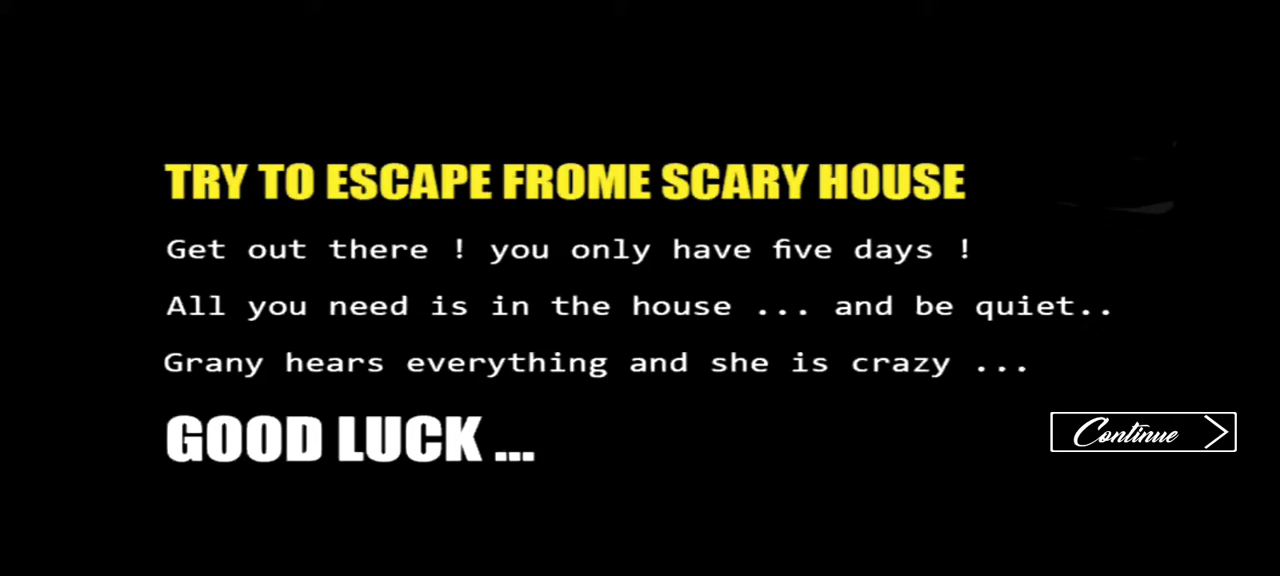 TRY TO ESCAPE FROME SCARY HOUSE
Get out there ! you only have five days !
All you need is in the house ... and be quiet..
Grany hears everything and she is crazy ...
GOOD LUCK ...
Continue